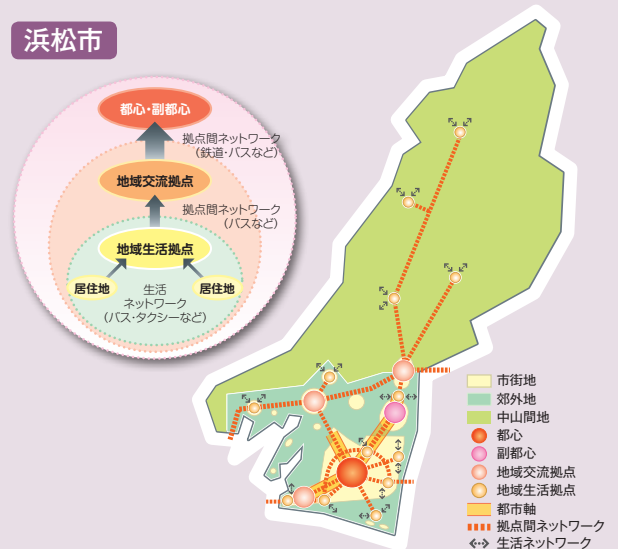 浜松市
都心・副都心
拠点間ネットワーク
(鉄道・バスなど)
地域交流拠点
拠点間ネットワーク
(バスなど)
地域生活拠点
居住地
生活
ネットワーク
(バス・タクシーなど)
居住地
市街地
郊外地
中山間地
都心
副都心
地域交流拠点
地域生活拠点
都市軸
拠点間ネットワーク
生活ネットワーク